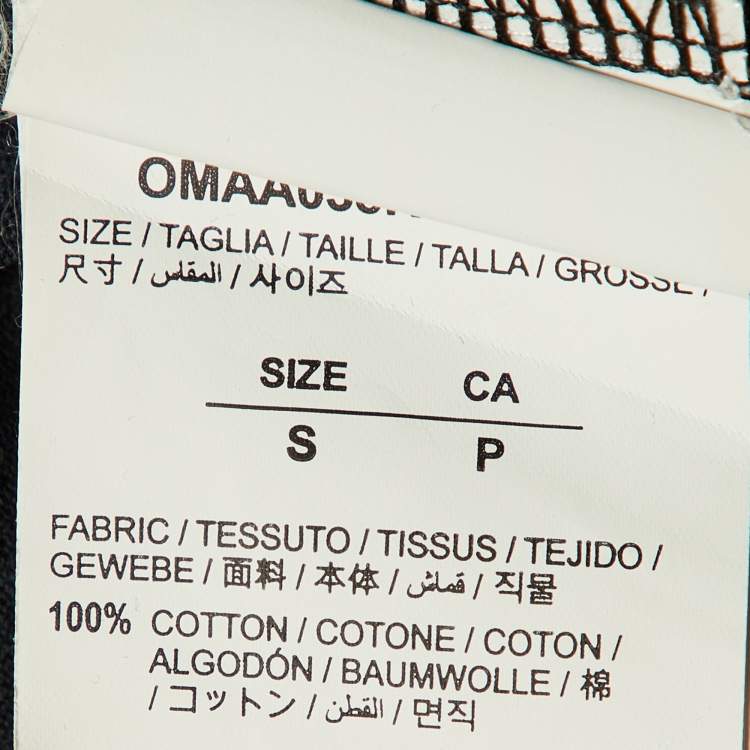 OMAA
SIZE / TAGLIA / TAILLE / TALLA / GROSSE /
尺寸 / المقاس / 사이즈
SIZE CA
S P
FABRIC / TESSUTO / TISSUS / TEJIDO /
GEWEBE / 面料 / 本体 / قماش / 직물
100% COTTON / COTONE / COTON /
ALGODÓN / BAUMWOLLE / 棉
/ コットン / القطن / 면직